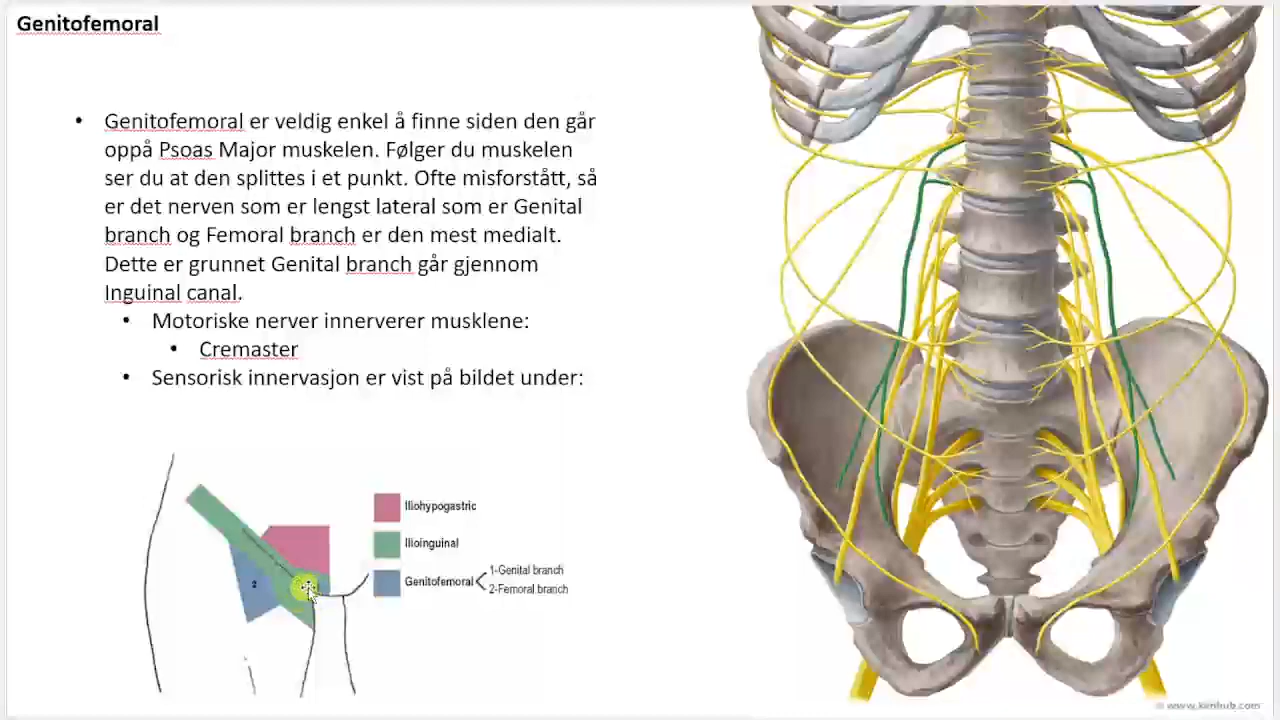 Genitofemoral
• Genitofemoral er veldig enkel å finne siden den går
oppå Psoas Major muskelen. Følger du muskelen
ser du at den splittes i et punkt. Ofte misforstått, så
er det nerven som er lengst lateral som er Genital
branch og Femoral branch er den mest medialt.
Dette er grunnet Genital branch går gjennom
Inguinal canal.
• Motoriske nerver innerverer musklene:
• Cremaster
• Sensorisk innervasjon er vist på bildet under:
Iliohypogastric
Ilioinguinal
Genitofemoral
1-Genital branch
2-Femoral branch
2
© www.kenhub.com